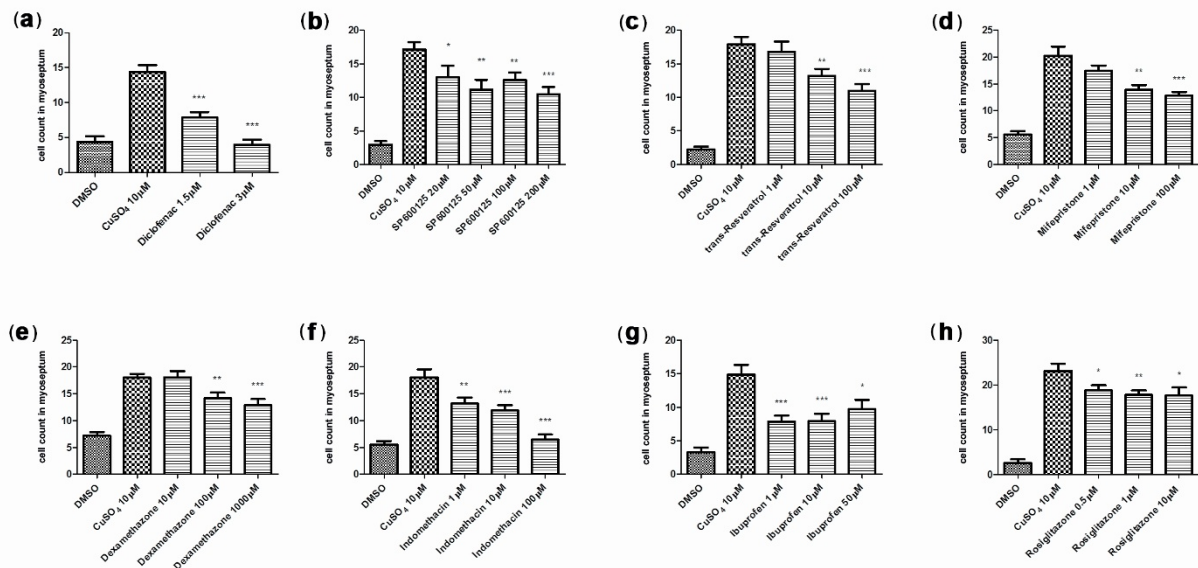 (a)
cell count in myoseptum
20
15
10
5
0
***
***
DMSO
CuSO₄ 10µM
Diclofenac 1.5µM
Diclofenac 3µM
(b)
cell count in myoseptum
20
15
10
5
0
*
**
**
***
DMSO
CuSO₄ 10µM
SP600125 20µM
SP600125 50µM
SP600125 100µM
SP600125 200µM
(c)
cell count in myoseptum
20
15
10
5
0
**
***
DMSO
CuSO₄ 10µM
trans-Resveratrol 1µM
trans-Resveratrol 10µM
trans-Resveratrol 100µM
(d)
cell count in myoseptum
25
20
15
10
5
0
**
***
DMSO
CuSO₄ 10µM
Mifepristone 1µM
Mifepristone 10µM
Mifepristone 100µM
(e)
cell count in myoseptum
25
20
15
10
5
0
**
***
DMSO
CuSO₄ 10µM
Dexamethazone 10µM
Dexamethazone 100µM
Dexamethazone 1000µM
(f)
cell count in myoseptum
25
20
15
10
5
0
**
***
***
DMSO
CuSO₄ 10µM
Indomethacin 1µM
Indomethacin 10µM
Indomethacin 100µM
(g)
cell count in myoseptum
20
15
10
5
0
***
***
*
DMSO
CuSO₄ 10µM
Ibuprofen 1µM
Ibuprofen 10µM
Ibuprofen 50µM
(h)
cell count in myoseptum
30
20
10
0
*
**
*
DMSO
CuSO₄ 10µM
Rosiglitazone 0.5µM
Rosiglitazone 1µM
Rosiglitazone 10µM